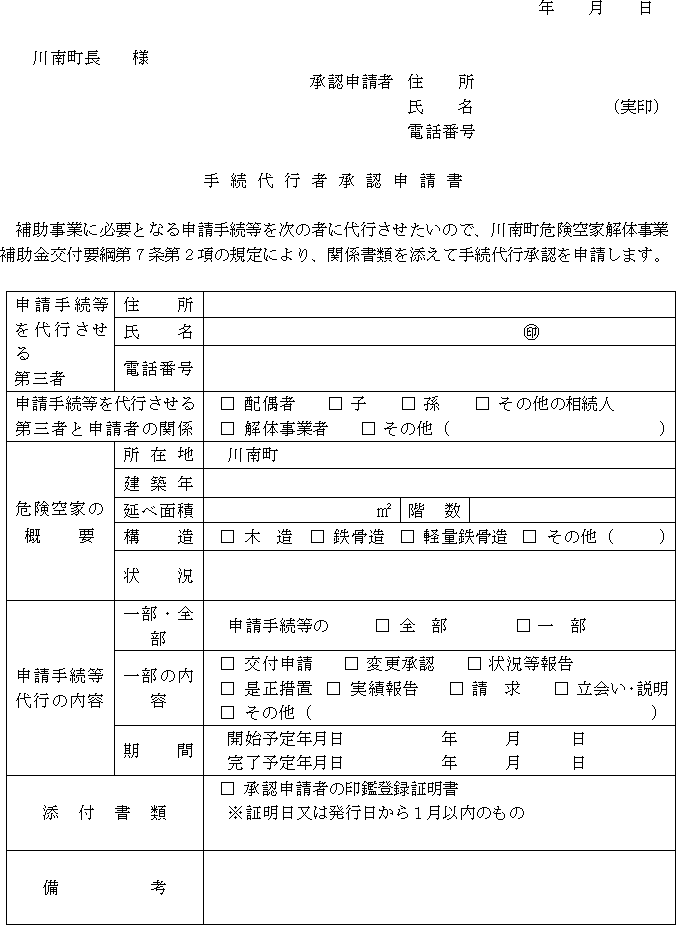 年　　月　　日
川南町長　　様
承認申請者　住　　所
氏　　名　　　　　　　　（実印）
電話番号
手　続　代　行　者　承　認　申　請　書
補助事業に必要となる申請手続等を次の者に代行させたいので、川南町危険空家解体事業
補助金交付要綱第７条第２項の規定により、関係書類を添えて手続代行承認を申請します。
申請手続等
を代行させ
る
第三者
住　　所
氏　　名　　㊞
電話番号
申請手続等を代行させる
第三者と申請者の関係
□ 配偶者　　□ 子　　□ 孫　　□ その他の相続人
□ 解体事業者　　□ その他（　　　　　　　　　　　　　）
危険空家の
概　　要
所 在 地　　川南町
建 築 年
延べ面積　　㎡　階　数
構　　造　　□ 木　造　□ 鉄骨造　□ 軽量鉄骨造　□ その他（　　）
状　　況
申請手続等
代行の内容
一部・全
部
申請手続等の　　□ 全　部　　□ 一　部
一部の内
容
□ 交付申請　　□ 変更承認　　□ 状況等報告
□ 是正措置　□ 実績報告　　□ 請　求　　□ 立会い・説明
□ その他（　　　　　　　　　　　　　　　　　　　　）
期　　間
開始予定年月日　　　　　　年　　　月　　　日
完了予定年月日　　　　　　年　　　月　　　日
添　付　書　類
□ 承認申請者の印鑑登録証明書
※証明日又は発行日から１月以内のもの
備　　　　　考